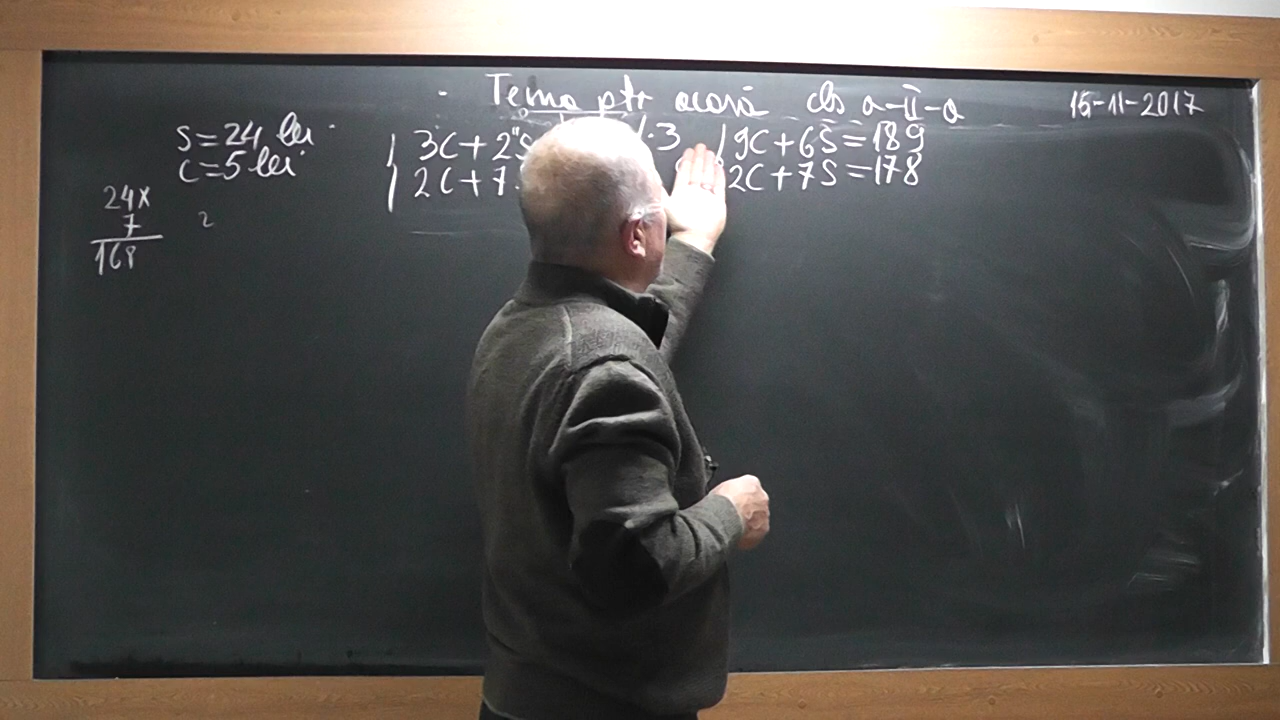 Tema ptr acasă cls a-II-a 15-11-2017
S=24 lei
C=5 lei
3C+2S
2C+7
.3
9C+6S=189
2C+7S=178
24x
7
168